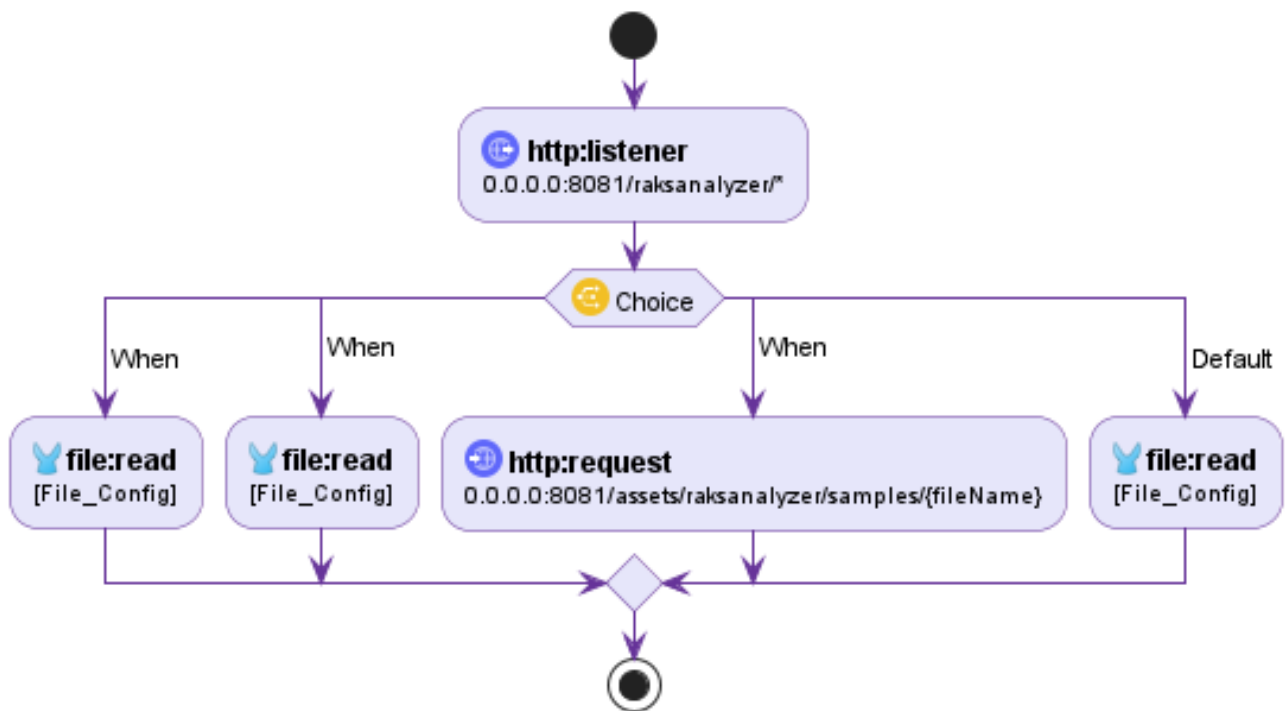 http:listener
0.0.0.0:8081/raksanalyzer/*
Choice
When
When
When
Default
file:read
[File_Config]
file:read
[File_Config]
http:request
0.0.0.0:8081/assets/raksanalyzer/samples/{fileName}
file:read
[File_Config]